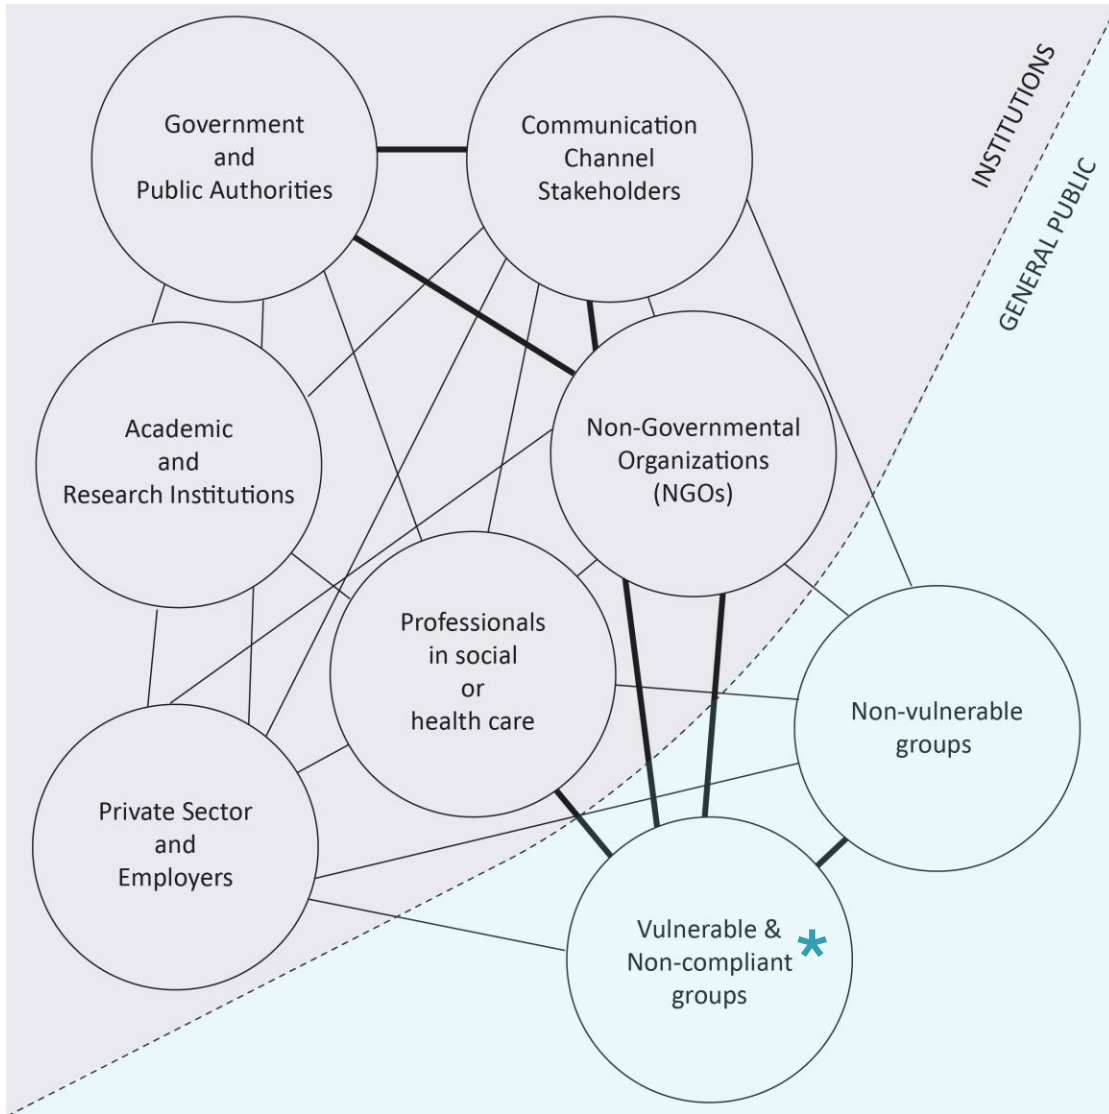 Government
and
Public Authorities
Communication
Channel
Stakeholders
INSTITUTIONS
GENERAL PUBLIC
Academic
and
Research Institutions
Non-Governmental
Organizations
(NGOs)
Professionals
in social
or
health care
Non-vulnerable
groups
Private Sector
and
Employers
Vulnerable &
Non-compliant *
groups